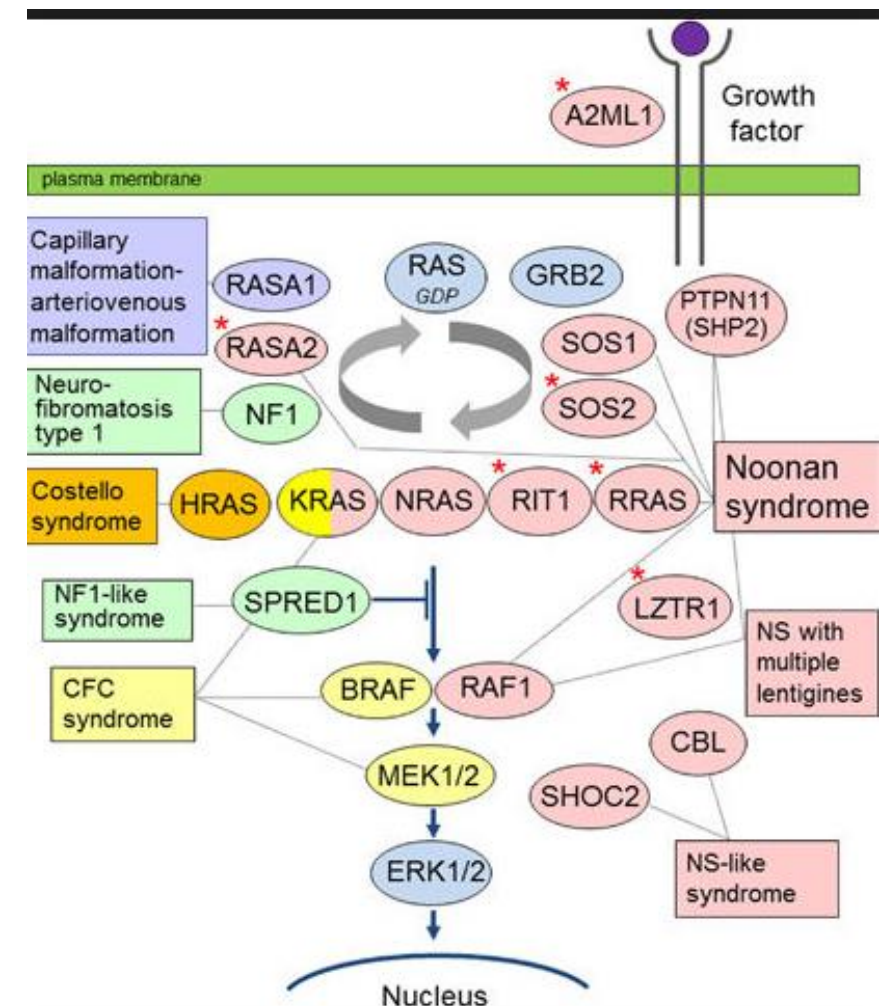 *
A2ML1
Growth
factor
plasma membrane
Capillary
malformation-
arteriovenous
malformation
RASA1
RAS
GDP
GRB2
PTPN11
(SHP2)
*
RASA2
SOS1
Neuro-
fibromatosis
type 1
NF1
*
SOS2
Noonan
syndrome
Costello
syndrome
HRAS
KRAS
NRAS
*
RIT1
*
RRAS
NF1-like
syndrome
SPRED1
*
LZTR1
NS with
multiple
lentigines
CFC
syndrome
BRAF
RAF1
MEK1/2
CBL
SHOC2
ERK1/2
NS-like
syndrome
Nucleus